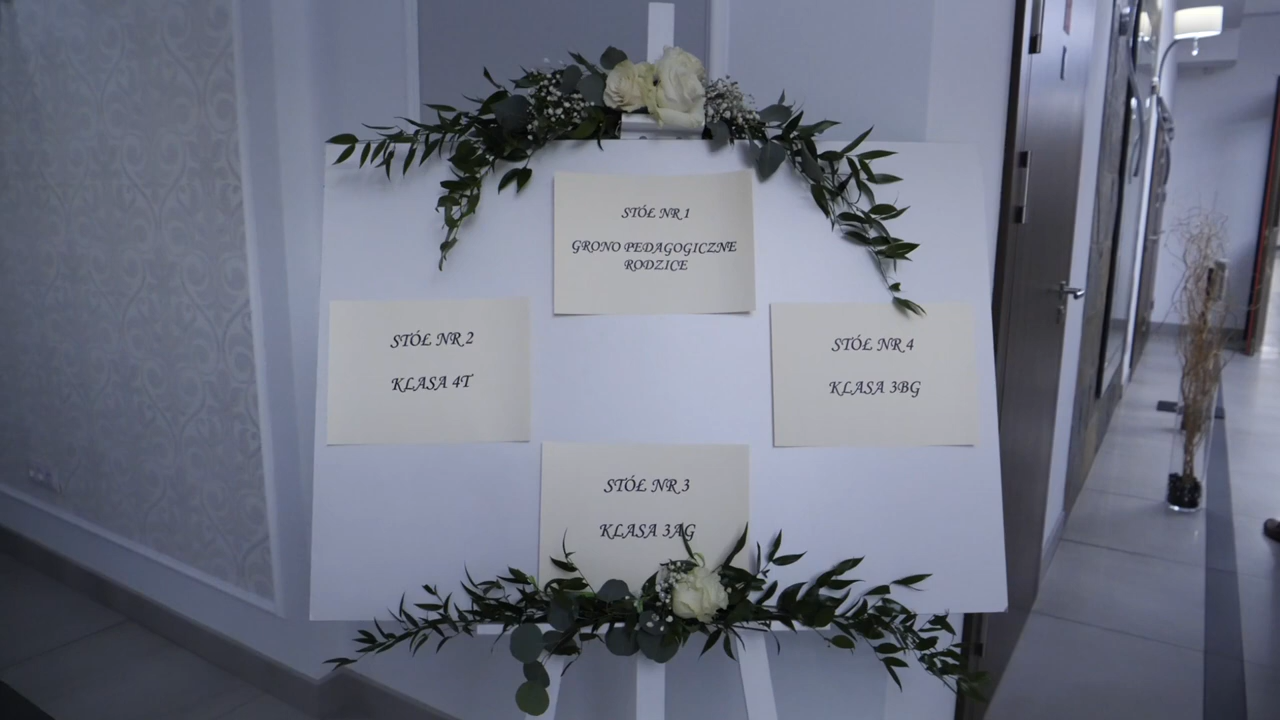 STÓŁ NR 1
GRONO PEDAGOGICZNE
RODZICE
STÓŁ NR 2
KLASA 4T
STÓŁ NR 4
KLASA 3BG
STÓŁ NR 3
KLASA 3AG